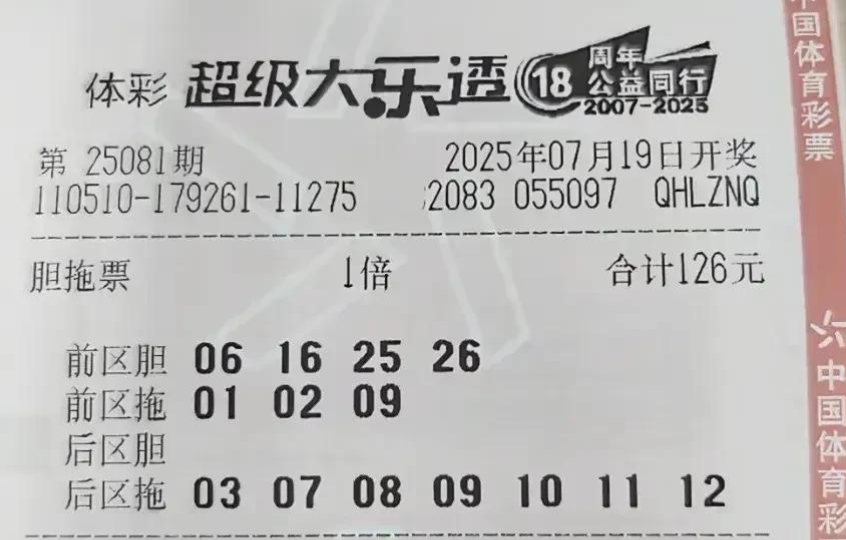 体彩 超级大乐透 18 周年 公益同行 2007-2025
第 25081期 2025年07月19日开奖
110510-179261-11275 2083 055097 QHLZNQ
胆拖票 1倍 合计126元
前区胆 06 16 25 26
前区拖 01 02 09
后区胆
后区拖 03 07 08 09 10 11 12
中国体育彩票
中国体育彩